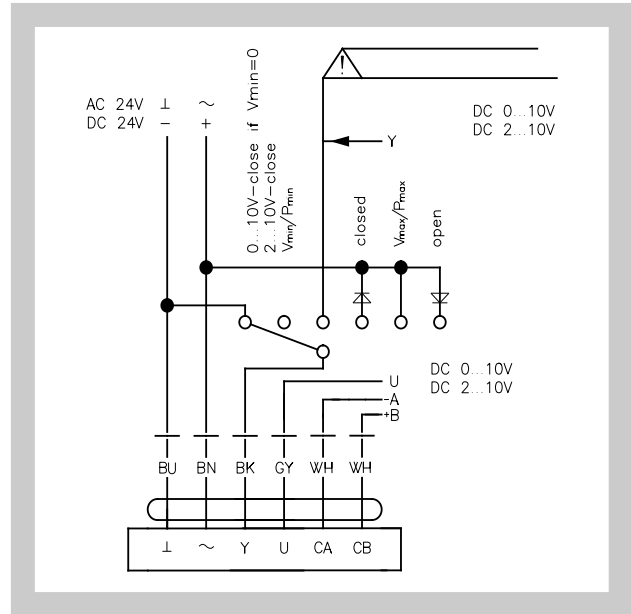 !
AC 24V ⊥ ~
DC 24V − +
0...10V−close if Vmin=0
2...10V−close
Vmin/Pmin
DC 0...10V
DC 2...10V
Y
closed
Vmax/Pmax
open
DC 0...10V
DC 2...10V
U
-A
+B
BU BN BK GY WH WH
⊥ ~ Y U CA CB